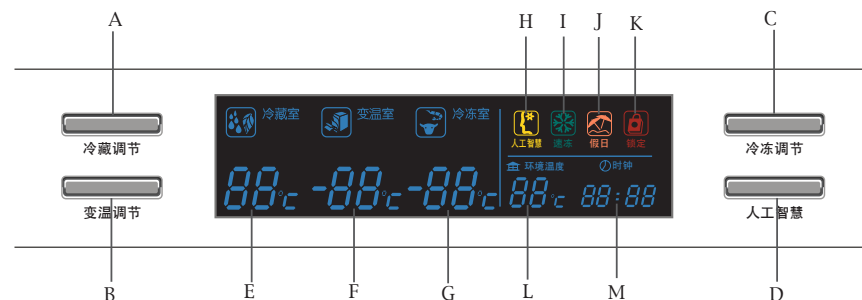 A
H
I
J
K
C
冷藏室
变温室
冷冻室
人工智慧
速冻
假日
锁定
冷藏调节
冷冻调节
环境温度
时钟
88℃
-88℃
-88℃
88℃
88:88
变温调节
人工智慧
B
E
F
G
L
M
D